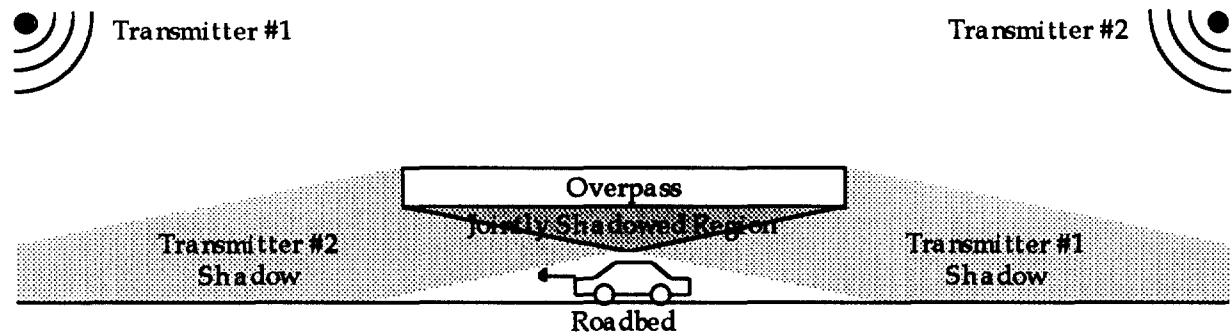 Transmitter #1
Transmitter #2
Overpass
Jointly Shadowed Region
Transmitter #2
Shadow
Transmitter #1
Shadow
Roadbed